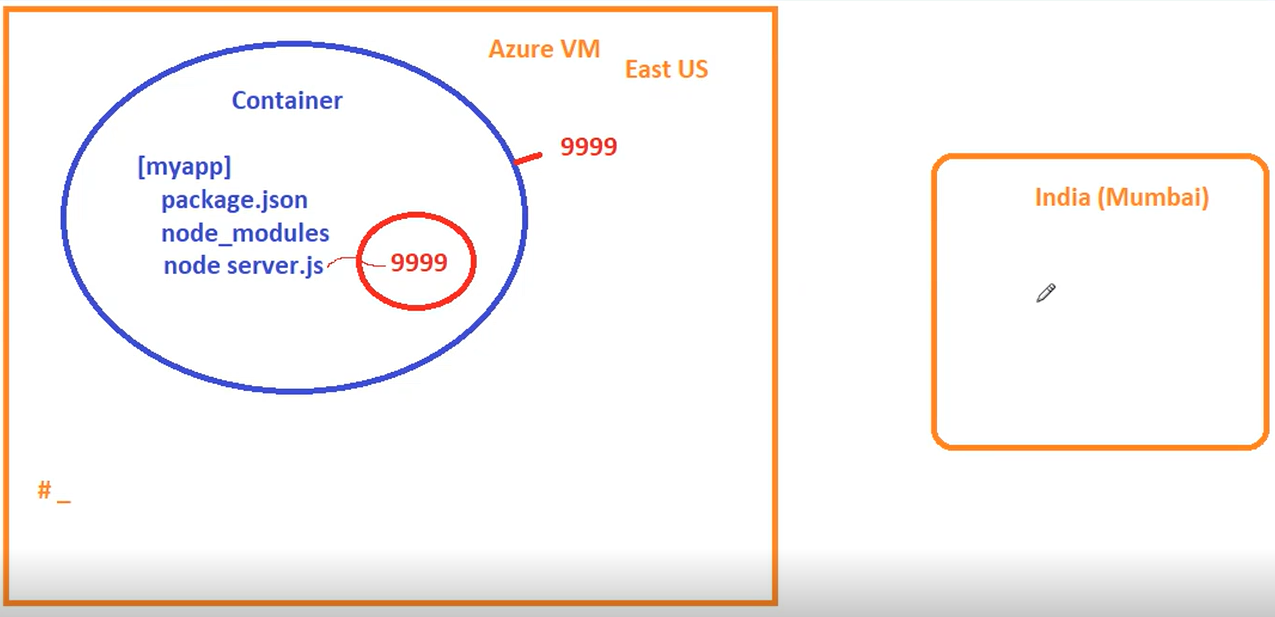 Azure VM
East US
Container
9999
[myapp]
package.json
node_modules
node server.js
9999
India (Mumbai)
# _